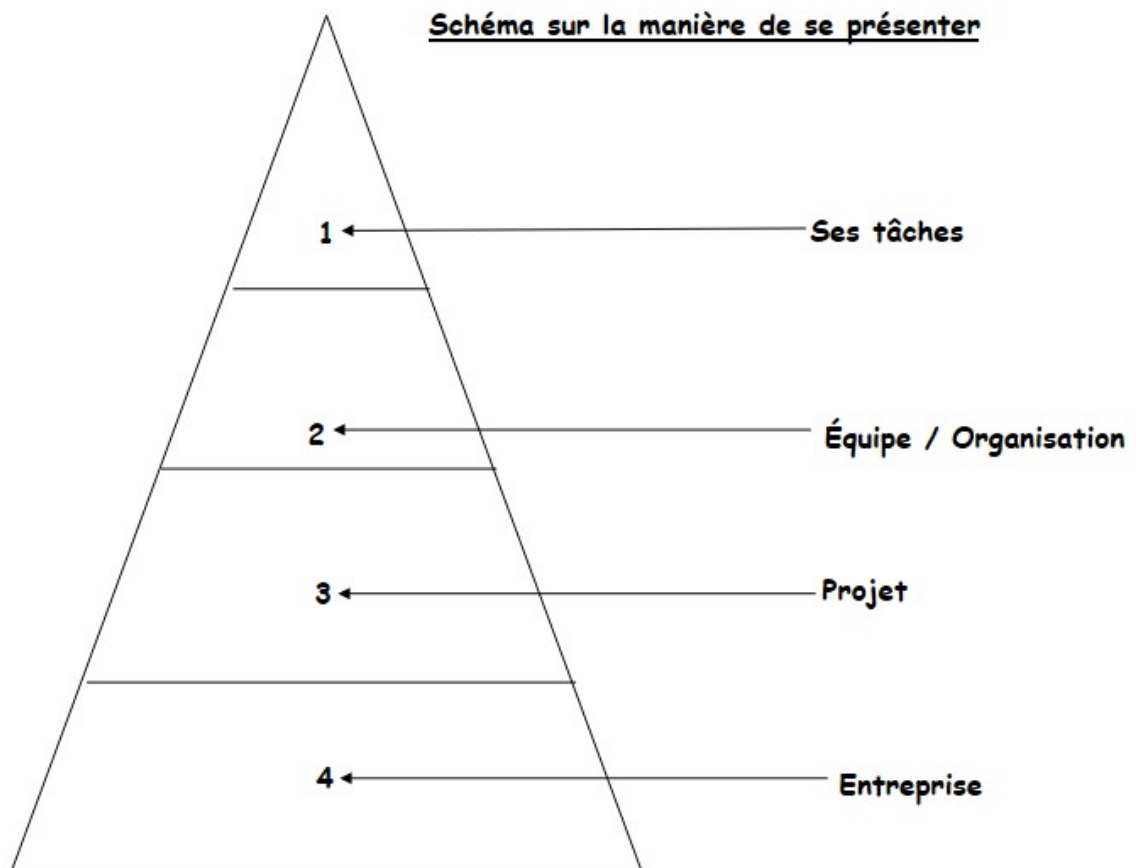 Schéma sur la manière de se présenter
1 Ses tâches
2 Équipe / Organisation
3 Projet
4 Entreprise